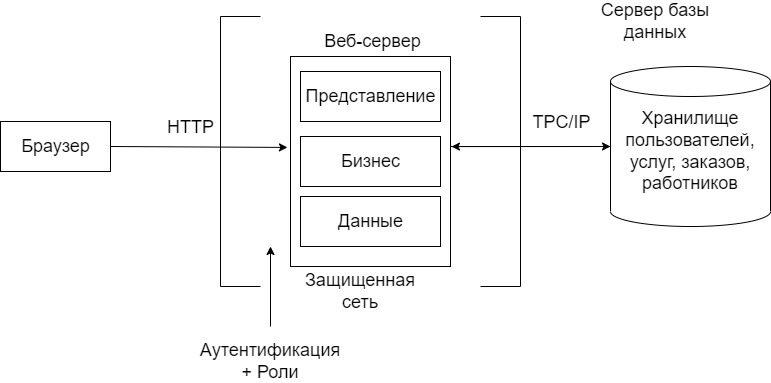 Сервер базы
данных
Веб-сервер
Представление
HTTP
TPC/IP
Хранилище
пользователей,
услуг, заказов,
работников
Браузер
Бизнес
Данные
Защищенная
сеть
Аутентификация
+ Роли